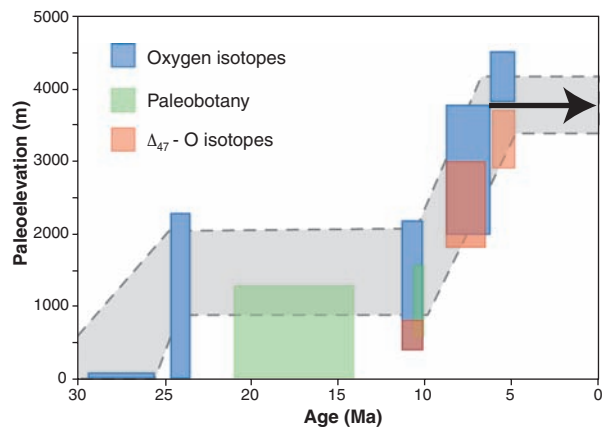 5000
4000
3000
2000
1000
0
Paleoelevation (m)
Oxygen isotopes
Paleobotany
Δ47 - O isotopes
30 25 20 15 10 5 0
Age (Ma)